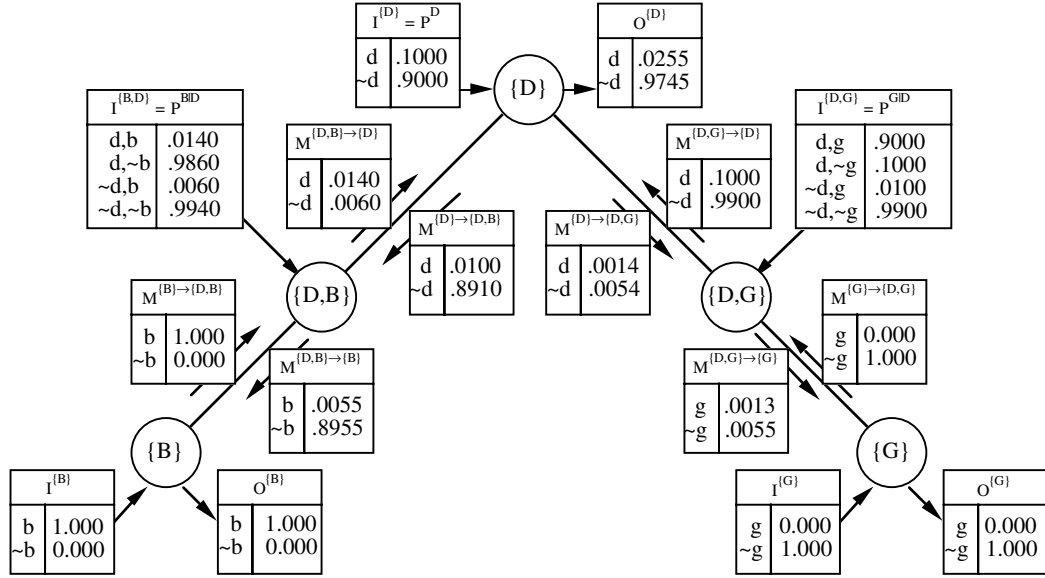 I^{D} = P^D
d .1000
~d .9000
{D}
O^{D}
d .0255
~d .9745
I^{B,D} = P^B|D
d,b .0140
d,~b .9860
~d,b .0060
~d,~b .9940
M^{D,B}→{D}
d .0140
~d .0060
M^{D,G}→{D}
d .1000
~d .9900
I^{D,G} = P^G|D
d,g .9000
d,~g .1000
~d,g .0100
~d,~g .9900
M^{D}→{D,B}
d .0100
~d .8910
M^{D}→{D,G}
d .0014
~d .0054
{D,B}
{D,G}
M^{B}→{D,B}
b 1.000
~b 0.000
M^{G}→{D,G}
g 0.000
~g 1.000
M^{D,B}→{B}
b .0055
~b .8955
M^{D,G}→{G}
g .0013
~g .0055
{B}
{G}
I^{B}
b 1.000
~b 0.000
O^{B}
b 1.000
~b 0.000
I^{G}
g 0.000
~g 1.000
O^{G}
g 0.000
~g 1.000